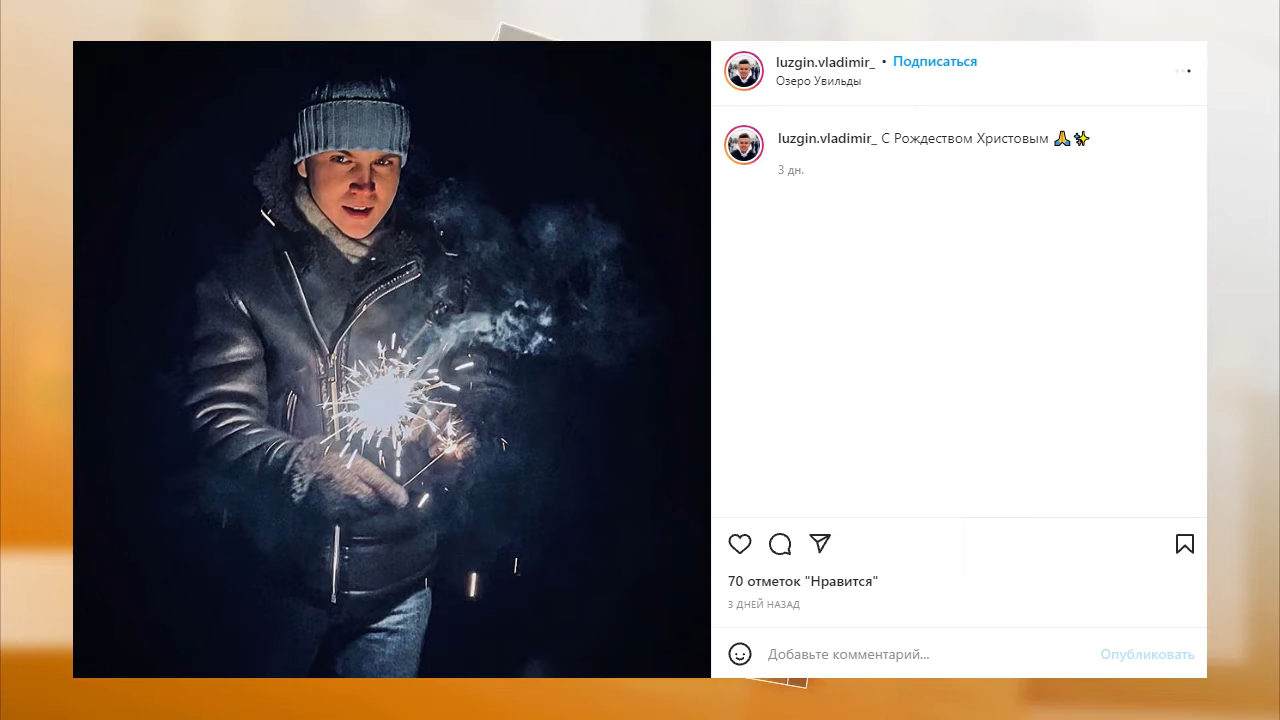 luzgin.vladimir_ • Подписаться
Озеро Увильды
luzgin.vladimir_ С Рождеством Христовым 🙏✨
3 дн.
70 отметок "Нравится"
3 ДНЕЙ НАЗАД
Добавьте комментарий... Опубликовать